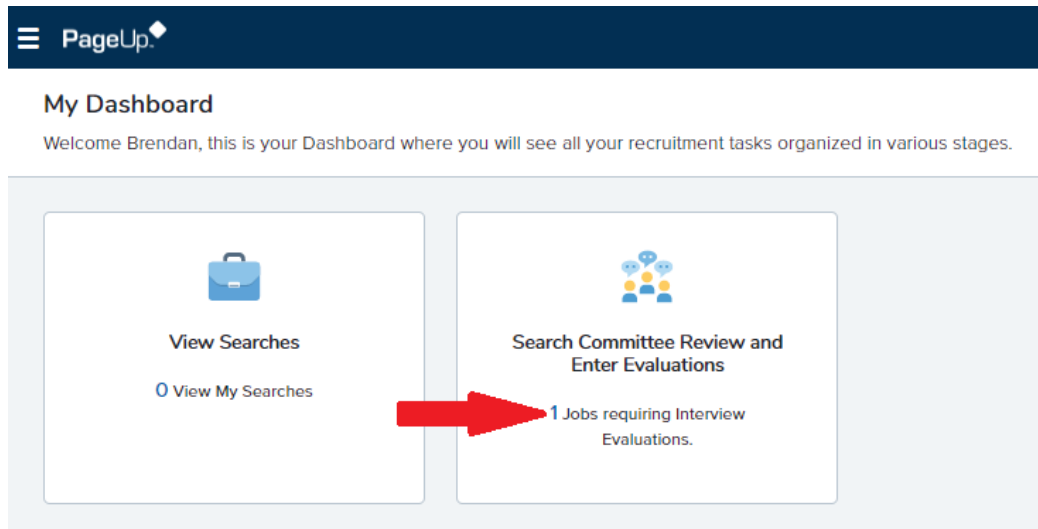 PageUp
My Dashboard
Welcome Brendan, this is your Dashboard where you will see all your recruitment tasks organized in various stages.
View Searches
0 View My Searches
Search Committee Review and
Enter Evaluations
1 Jobs requiring Interview
Evaluations.